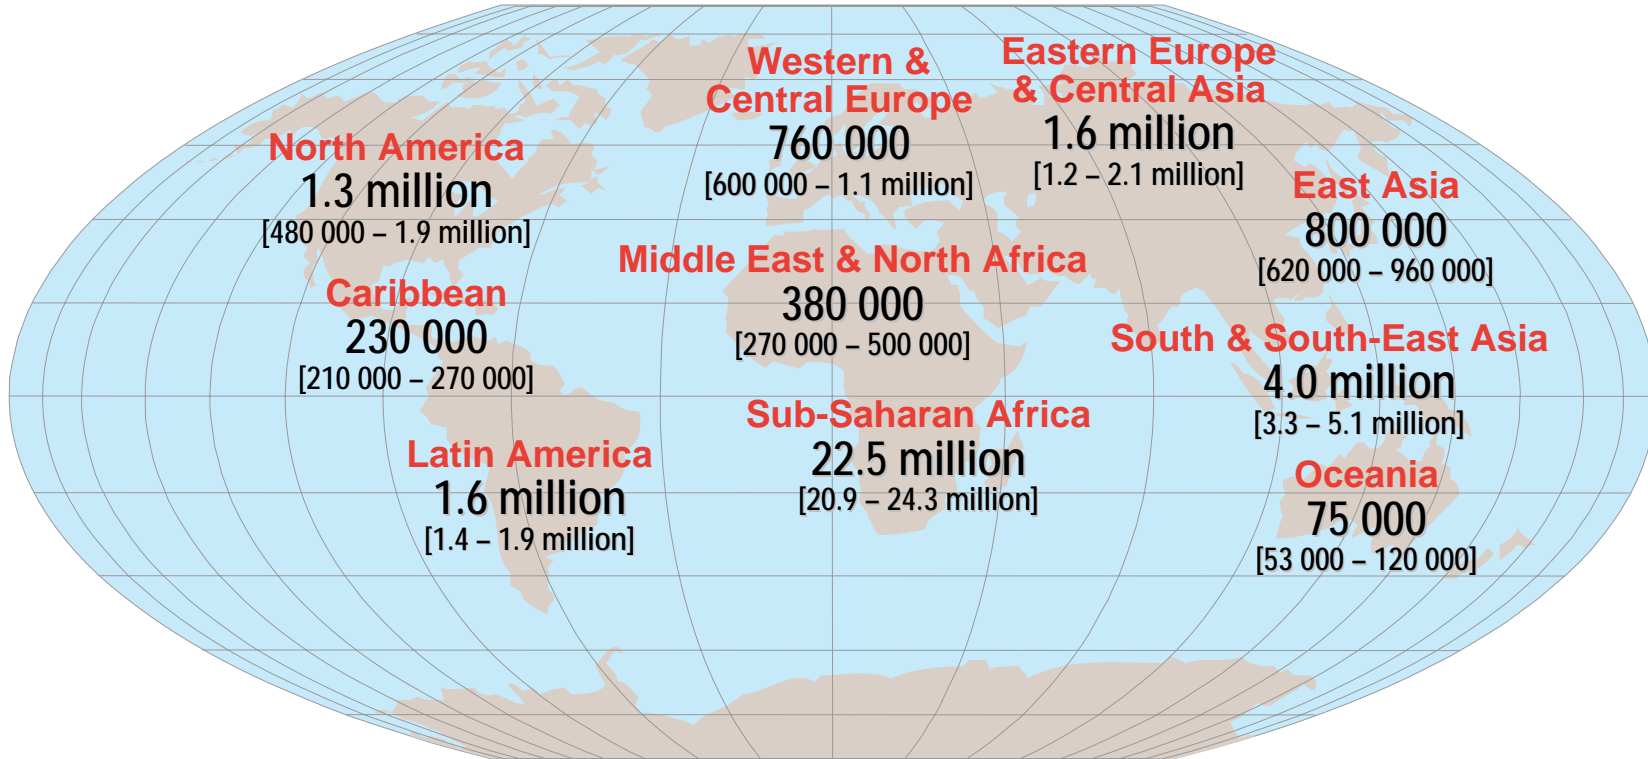 Western &
Central Europe
760 000
[600 000 – 1.1 million]
Eastern Europe
& Central Asia
1.6 million
[1.2 – 2.1 million]
North America
1.3 million
[480 000 – 1.9 million]
East Asia
800 000
[620 000 – 960 000]
Middle East & North Africa
380 000
[270 000 – 500 000]
Caribbean
230 000
[210 000 – 270 000]
South & South-East Asia
4.0 million
[3.3 – 5.1 million]
Sub-Saharan Africa
22.5 million
[20.9 – 24.3 million]
Latin America
1.6 million
[1.4 – 1.9 million]
Oceania
75 000
[53 000 – 120 000]